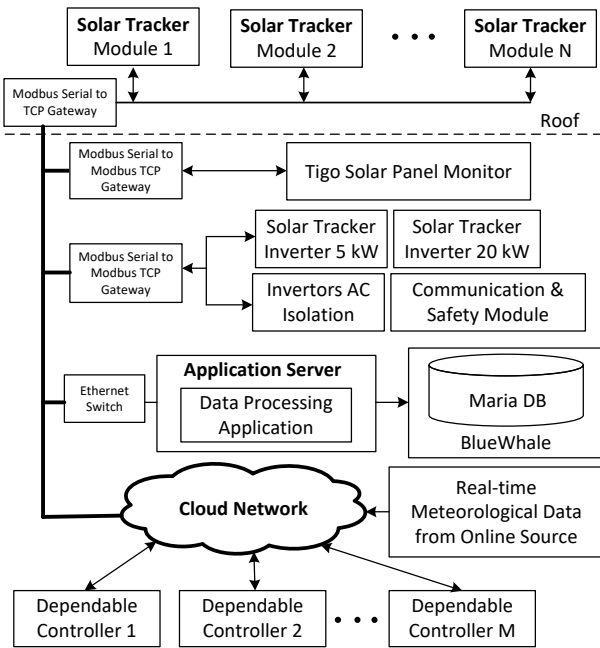 Solar Tracker
Module 1
Solar Tracker
Module 2
Solar Tracker
Module N
Modbus Serial to
TCP Gateway
Roof
Modbus Serial to
Modbus TCP
Gateway
Tigo Solar Panel Monitor
Modbus Serial to
Modbus TCP
Gateway
Solar Tracker
Inverter 5 kW
Solar Tracker
Inverter 20 kW
Invertors AC
Isolation
Communication &
Safety Module
Ethernet
Switch
Application Server
Data Processing
Application
Maria DB
BlueWhale
Cloud Network
Real-time
Meteorological Data
from Online Source
Dependable
Controller 1
Dependable
Controller 2
Dependable
Controller M